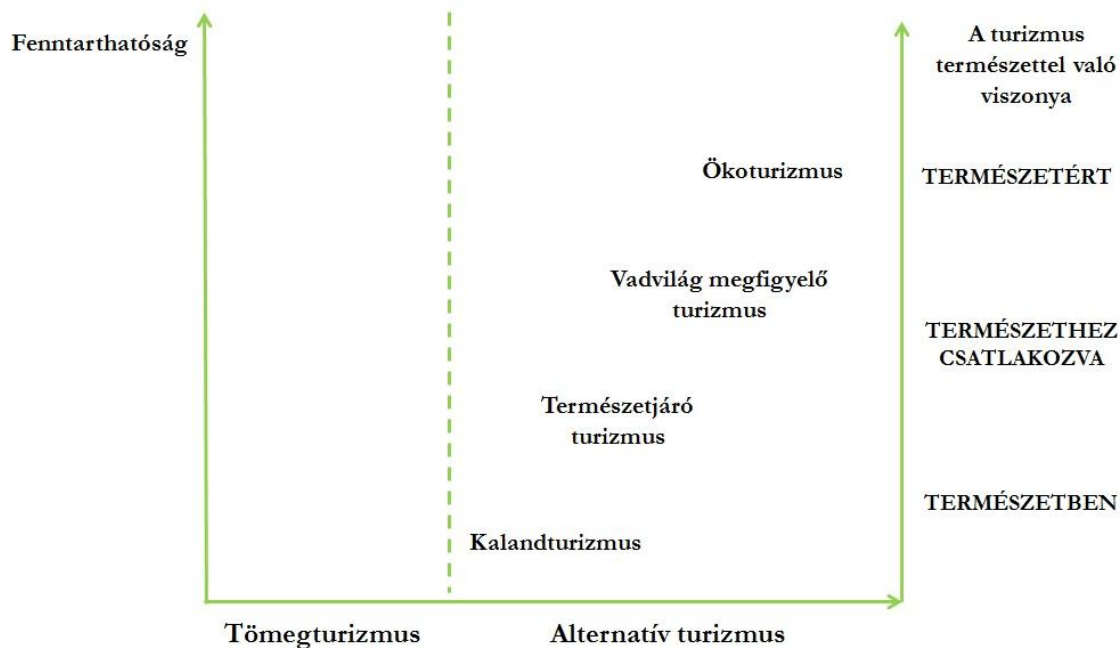 Fenntarthatóság
A turizmus
természettel való
viszonya
Ökoturizmus
TERMÉSZETÉRT
Vadvilág megfigyelő
turizmus
TERMÉSZETHEZ
CSATLAKOZVA
Természetjáró
turizmus
TERMÉSZETBEN
Kalandturizmus
Tömegturizmus
Alternatív turizmus